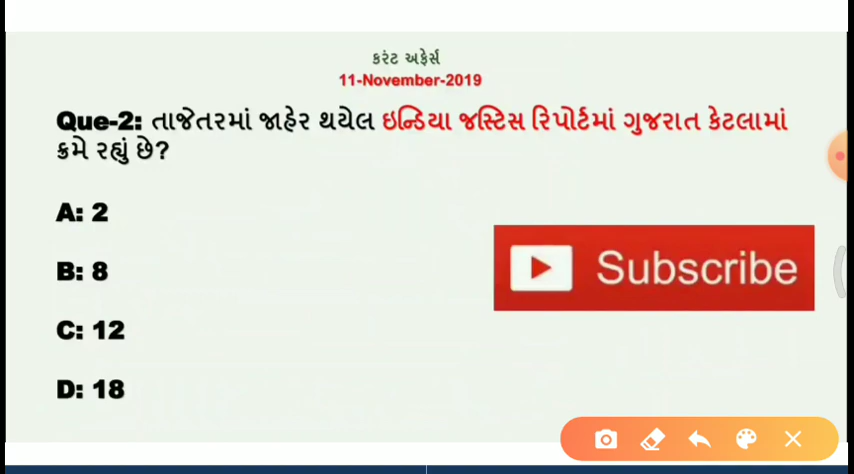 કરંટ અફેર્સ
11-November-2019
Que-2: તાજેતરમાં જાહેર થયેલ ઇન્ડિયા જસ્ટિસ રિપોર્ટમાં ગુજરાત કેટલામાં
ક્રમે રહ્યું છે?
A: 2
B: 8
Subscribe
C: 12
D: 18